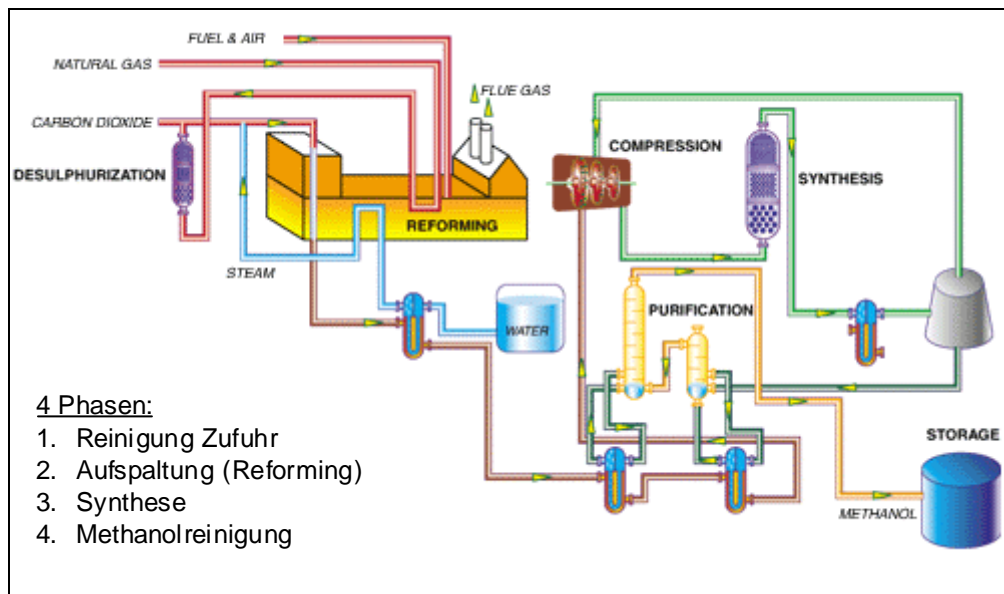 FUEL & AIR
NATURAL GAS
FLUE GAS
CARBON DIOXIDE
COMPRESSION
DESULPHURIZATION
SYNTHESIS
REFORMING
STEAM
PURIFICATION
WATER
4 Phasen:
1. Reinigung Zufuhr
2. Aufspaltung (Reforming)
3. Synthese
4. Methanolreinigung
STORAGE
METHANOL